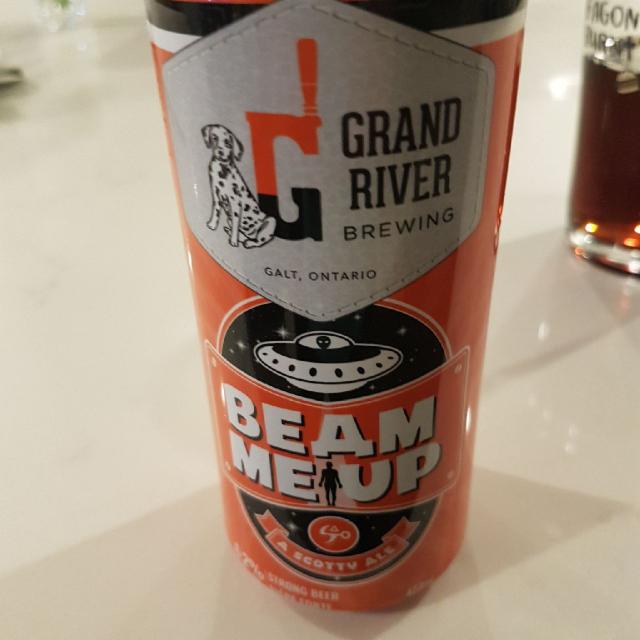 GRAND
RIVER
BREWING
GALT, ONTARIO
BEAM
ME UP
A SCOTTY ALE
STRONG BEER